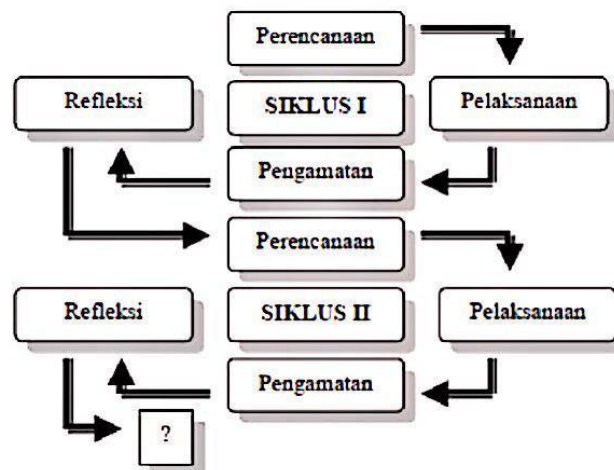 Perencanaan
Refleksi
SIKLUS I
Pelaksanaan
Pengamatan
Perencanaan
Refleksi
SIKLUS II
Pelaksanaan
Pengamatan
?